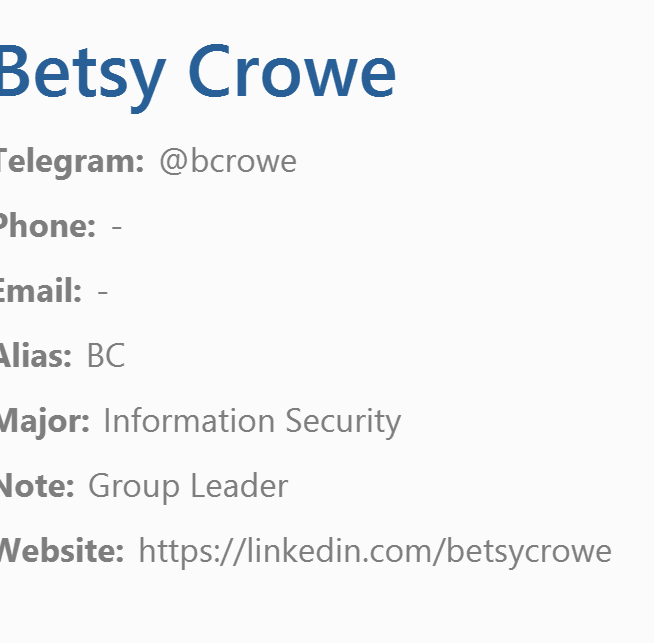 Betsy Crowe
Telegram: @bcrowe
Phone: -
Email: -
Alias: BC
Major: Information Security
Note: Group Leader
Website: https://linkedin.com/betsycrowe